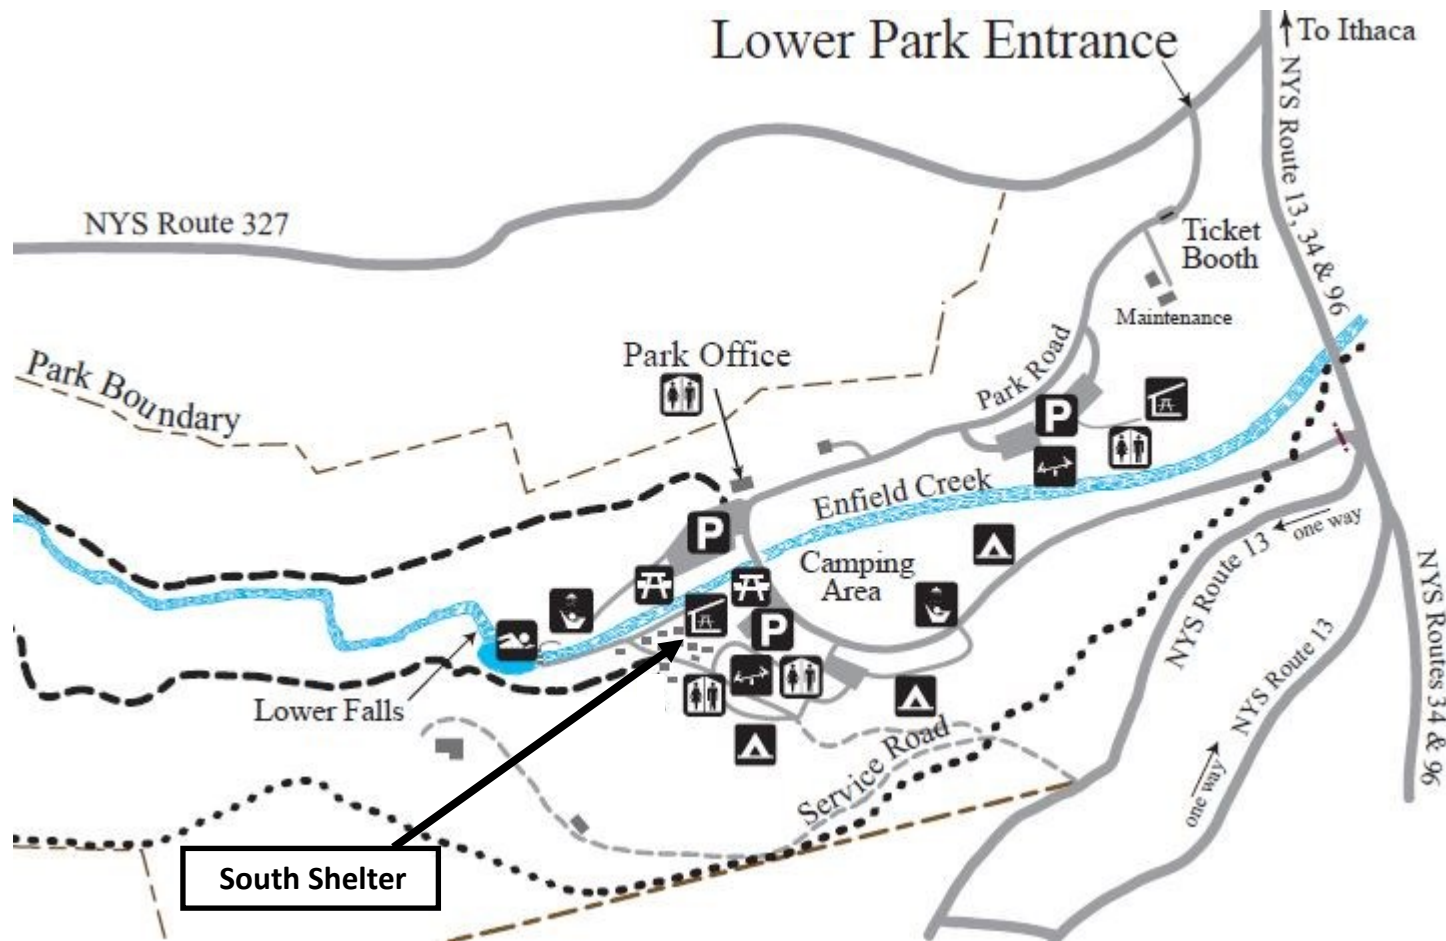 Lower Park Entrance
To Ithaca
NYS Route 13, 34 & 96
NYS Route 327
Ticket
Booth
Maintenance
Park Office
Park Road
Park Boundary
P
Enfield Creek
P
Camping
Area
one way
NYS Route 13
NYS Routes 34 & 96
P
NYS Route 13
Lower Falls
Service Road
one way
South Shelter